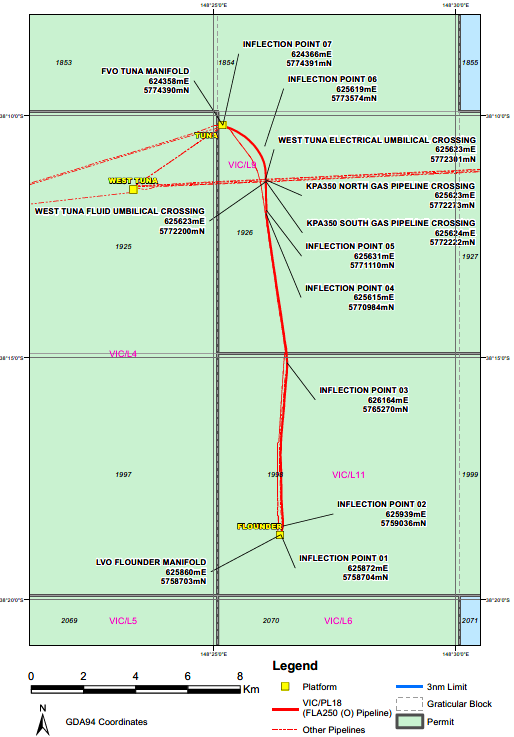 148°25'0"E
148°30'0"E
1853
1854
1855
INFLECTION POINT 07
624366mE
5774391mN
FVO TUNA MANIFOLD
624358mE
5774390mN
INFLECTION POINT 06
625619mE
5773574mN
38°10'0"S
38°10'0"S
TUNA
WEST TUNA ELECTRICAL UMBILICAL CROSSING
625623mE
5772301mN
VIC/L9
WEST TUNA
KPA350 NORTH GAS PIPELINE CROSSING
625623mE
5772273mN
WEST TUNA FLUID UMBILICAL CROSSING
625623mE
5772200mN
KPA350 SOUTH GAS PIPELINE CROSSING
625624mE
5772222mN
1925
1926
1927
INFLECTION POINT 05
625631mE
5771110mN
INFLECTION POINT 04
625615mE
5770984mN
38°15'0"S
VIC/L4
38°15'0"S
INFLECTION POINT 03
626164mE
5765270mN
1997
1998
VIC/L11
1999
INFLECTION POINT 02
625939mE
5759036mN
FLOUNDER
LVO FLOUNDER MANIFOLD
625860mE
5758703mN
INFLECTION POINT 01
625872mE
5758704mN
38°20'0"S
38°20'0"S
2069
VIC/L5
2070
VIC/L6
2071
148°25'0"E
148°30'0"E
0 2 4 6 8
Km
N
GDA94 Coordinates
Legend
Platform
VIC/PL18
(FLA250 (O) Pipeline)
Other Pipelines
3nm Limit
Graticular Block
Permit